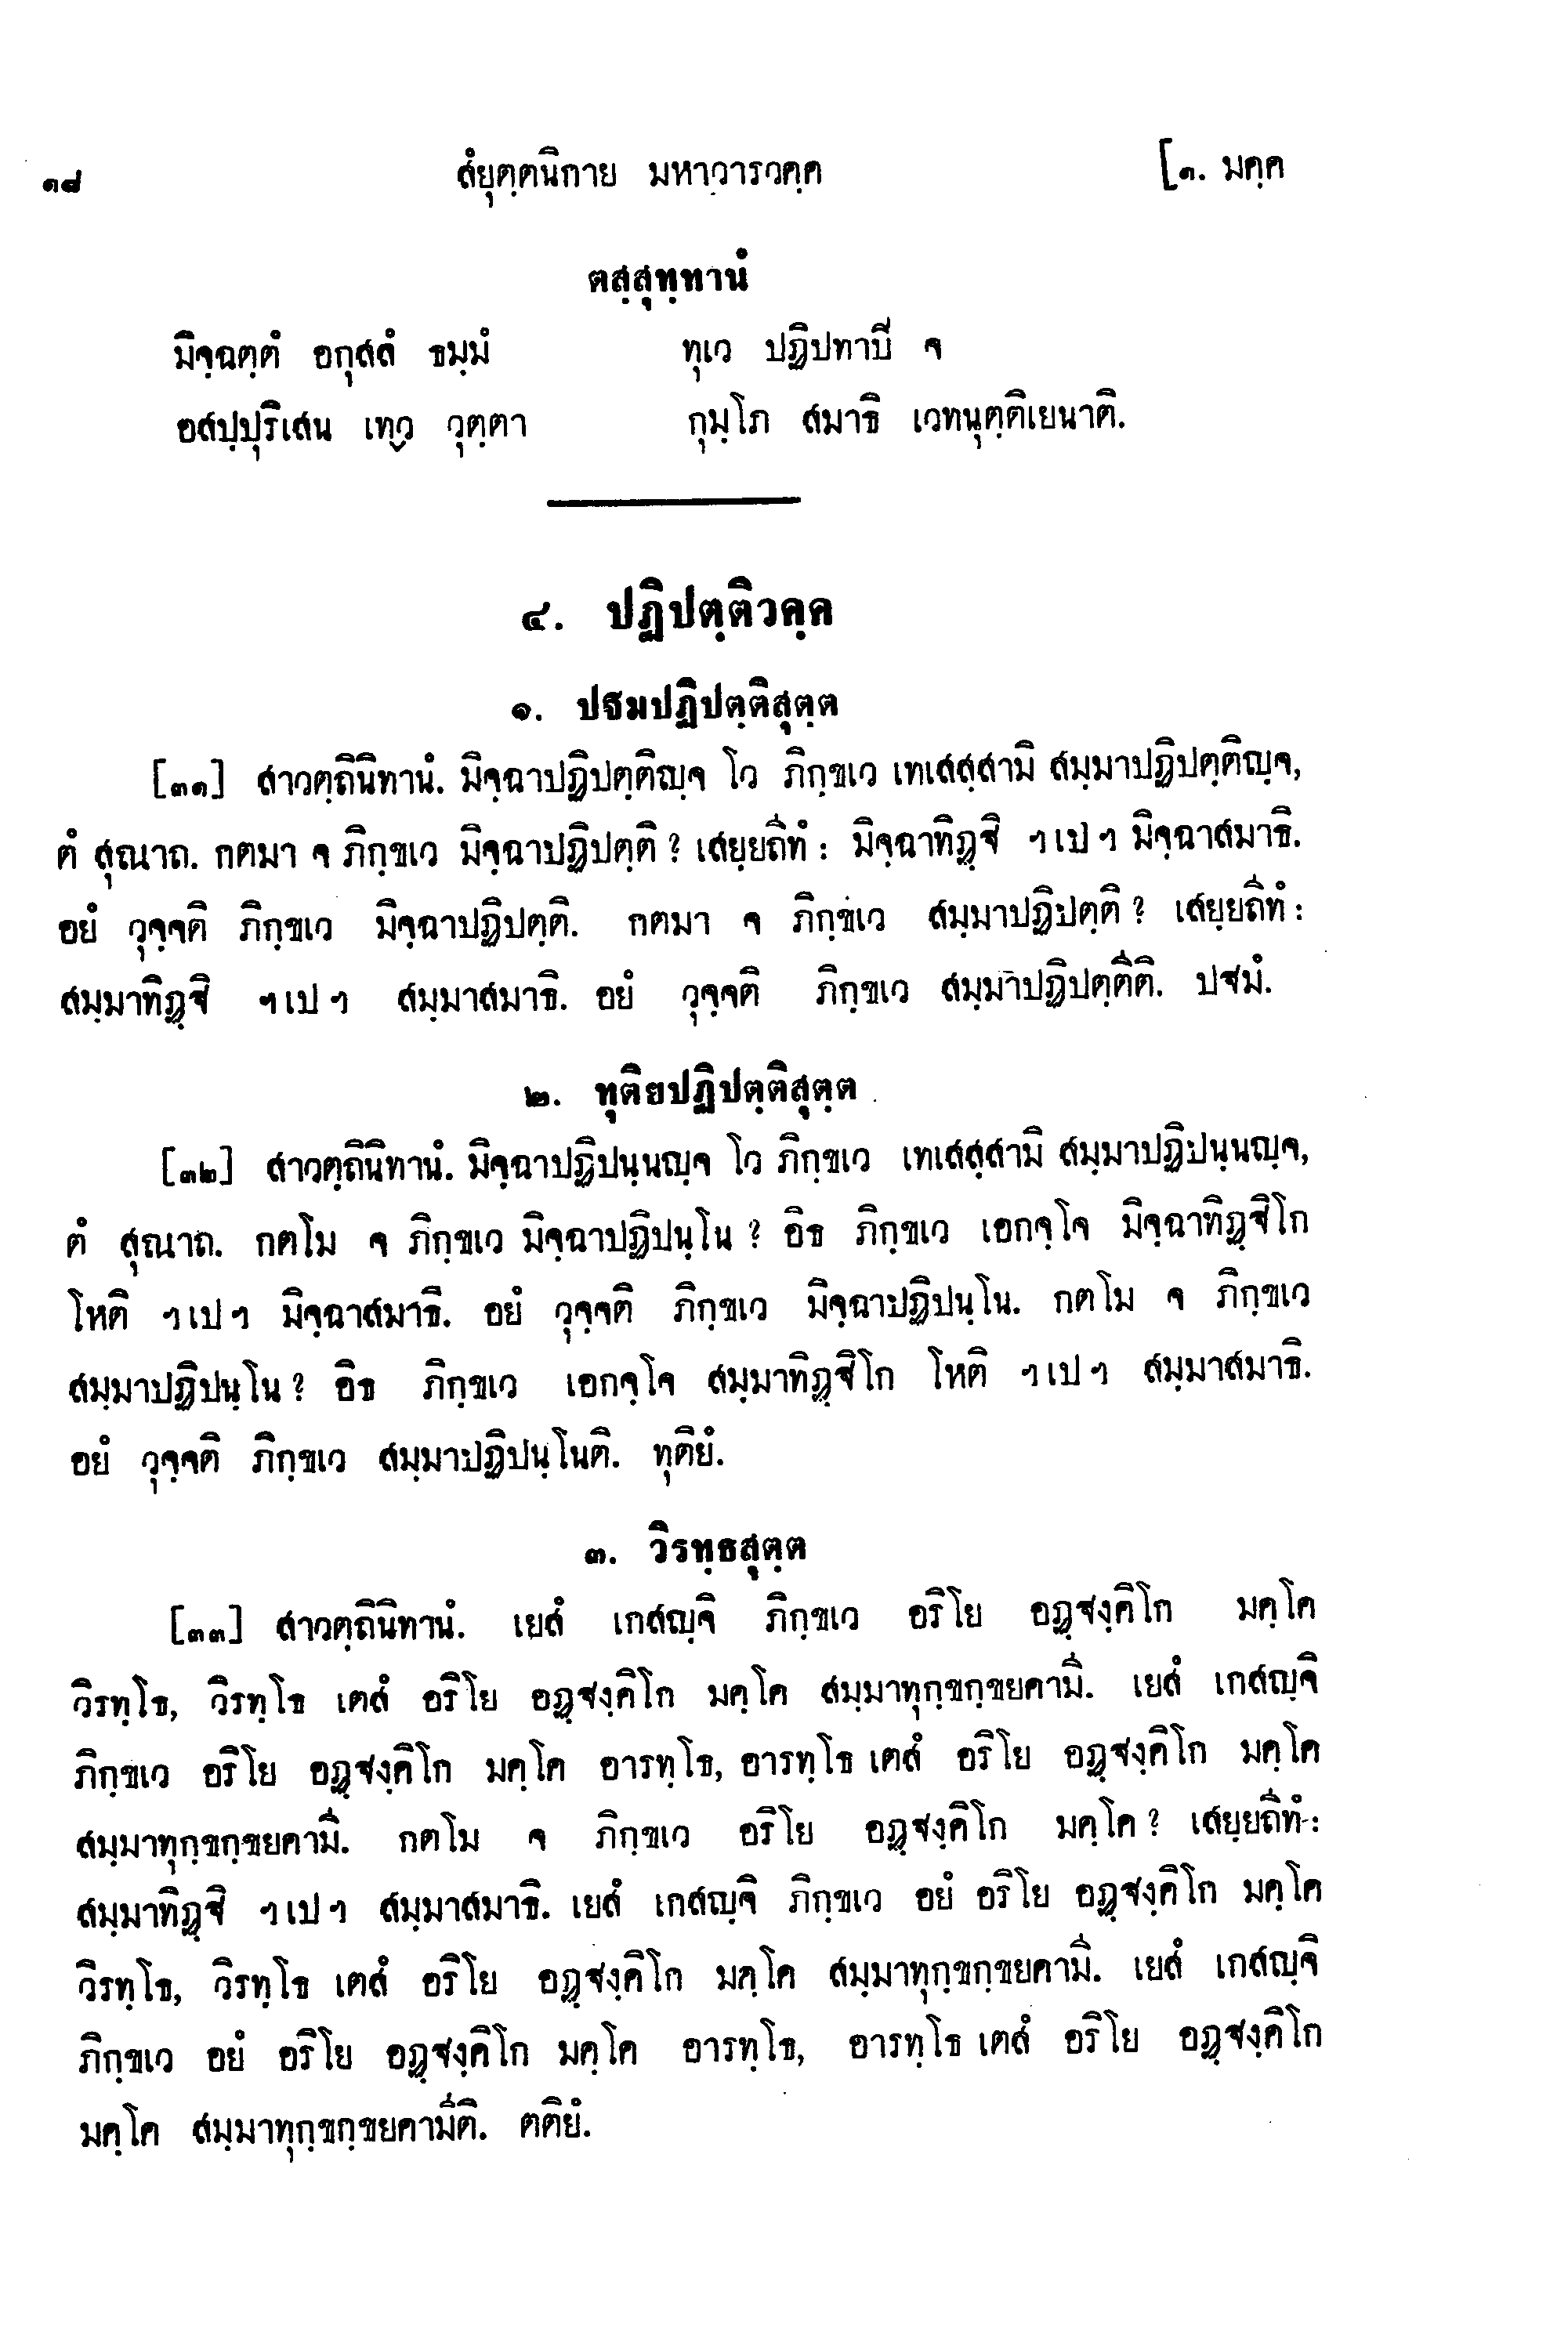 ๑๘ สํยุตฺตนิกาย มหาวารวคฺค [๑. มคฺค
ตสฺสุทฺทานํ
มิจฺฉตฺตํ อกุสลํ ธมฺมํ ทุเว ปฏิปทาปี จ
อสปฺปุริเสน เทฺว วุตฺตา กุมฺโภ สมาธิ เวทนุตฺติเยนาติ.
๔. ปฏิปตฺติวคฺค
๑. ปฐมปฏิปตฺติสุตฺต
[๓๑] สาวตฺถินิทานํ. มิจฺฉาปฏิปตฺติญฺจ โว ภิกฺขเว เทเสสฺสามิ สมฺมาปฏิปตฺติญฺจ,
ตํ สุณาถ. กตมา จ ภิกฺขเว มิจฺฉาปฏิปตฺติ ? เสยฺยถีทํ : มิจฺฉาทิฏฺฐิ ฯเปฯ มิจฺฉาสมาธิ.
อยํ วุจฺจติ ภิกฺขเว มิจฺฉาปฏิปตฺติ. กตมา จ ภิกฺขเว สมฺมาปฏิปตฺติ ? เสยฺยถีทํ :
สมฺมาทิฏฺฐิ ฯเปฯ สมฺมาสมาธิ. อยํ วุจฺจติ ภิกฺขเว สมฺมาปฏิปตฺตีติ. ปฐมํ.
๒. ทุติยปฏิปตฺติสุตฺต
[๓๒] สาวตฺถินิทานํ. มิจฺฉาปฏิปนฺนญฺจ โว ภิกฺขเว เทเสสฺสามิ สมฺมาปฏิปนฺนญฺจ,
ตํ สุณาถ. กตโม จ ภิกฺขเว มิจฺฉาปฏิปนฺโน ? อิธ ภิกฺขเว เอกจฺโจ มิจฺฉาทิฏฺฐิโก
โหติ ฯเปฯ มิจฺฉาสมาธิ. อยํ วุจฺจติ ภิกฺขเว มิจฺฉาปฏิปนฺโน. กตโม จ ภิกฺขเว
สมฺมาปฏิปนฺโน ? อิธ ภิกฺขเว เอกจฺโจ สมฺมาทิฏฺฐิโก โหติ ฯเปฯ สมฺมาสมาธิ.
อยํ วุจฺจติ ภิกฺขเว สมฺมาปฏิปนฺโนติ. ทุติยํ.
๓. วิรทฺธสุตฺต
[๓๓] สาวตฺถินิทานํ. เยสํ เกสญฺจิ ภิกฺขเว อริโย อฏฺฐงฺคิโก มคฺโค
วิรทฺโธ, วิรทฺโธ เตสํ อริโย อฏฺฐงฺคิโก มคฺโค สมฺมาทุกฺขกฺขยคามี. เยสํ เกสญฺจิ
ภิกฺขเว อริโย อฏฺฐงฺคิโก มคฺโค อารทฺโธ, อารทฺโธ เตสํ อริโย อฏฺฐงฺคิโก มคฺโค
สมฺมาทุกฺขกฺขยคามี. กตโม จ ภิกฺขเว อริโย อฏฺฐงฺคิโก มคฺโค ? เสยฺยถีทํ :
สมฺมาทิฏฺฐิ ฯเปฯ สมฺมาสมาธิ. เยสํ เกสญฺจิ ภิกฺขเว อยํ อริโย อฏฺฐงฺคิโก มคฺโค
วิรทฺโธ, วิรทฺโธ เตสํ อริโย อฏฺฐงฺคิโก มคฺโค สมฺมาทุกฺขกฺขยคามี. เยสํ เกสญฺจิ
ภิกฺขเว อยํ อริโย อฏฺฐงฺคิโก มคฺโค อารทฺโธ, อารทฺโธ เตสํ อริโย อฏฺฐงฺคิโก
มคฺโค สมฺมาทุกฺขกฺขยคามีติ. ตติยํ.